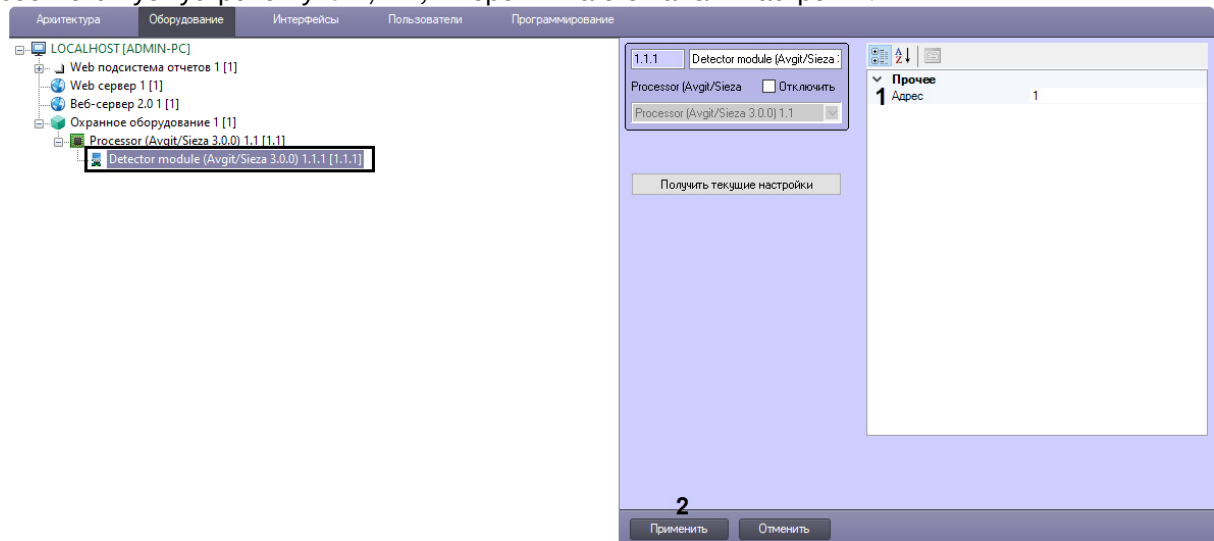 Архитектура Оборудование Интерфейсы Пользователи Программирование
LOCALHOST [ADMIN-PC]
Web подсистема отчетов 1 [1]
Web сервер 1 [1]
Веб-сервер 2.0 1 [1]
Охранное оборудование 1 [1]
Processor (Avgit/Sieza 3.0.0) 1.1 [1.1]
Detector module (Avgit/Sieza 3.0.0) 1.1.1 [1.1.1]
1.1.1 Detector module (Avgit/Sieza :
Processor (Avgit/Sieza Отключить
Processor (Avgit/Sieza 3.0.0) 1.1
Получить текущие настройки
Прочее
1 Адрес 1
2
Применить Отменить